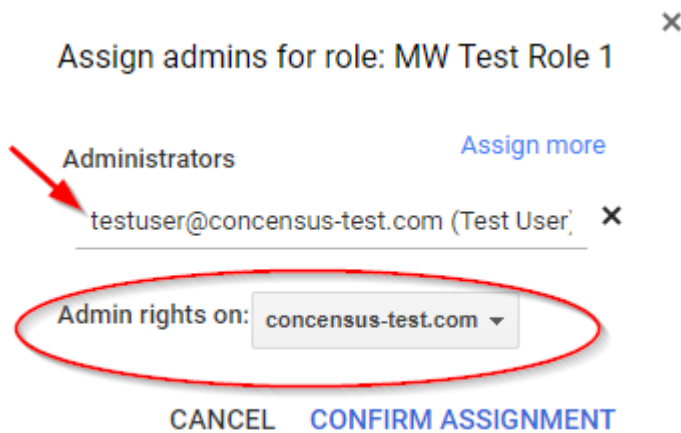 Assign admins for role: MW Test Role 1
Administrators
Assign more
testuser@concensus-test.com (Test User)
Admin rights on: concensus-test.com
CANCEL CONFIRM ASSIGNMENT